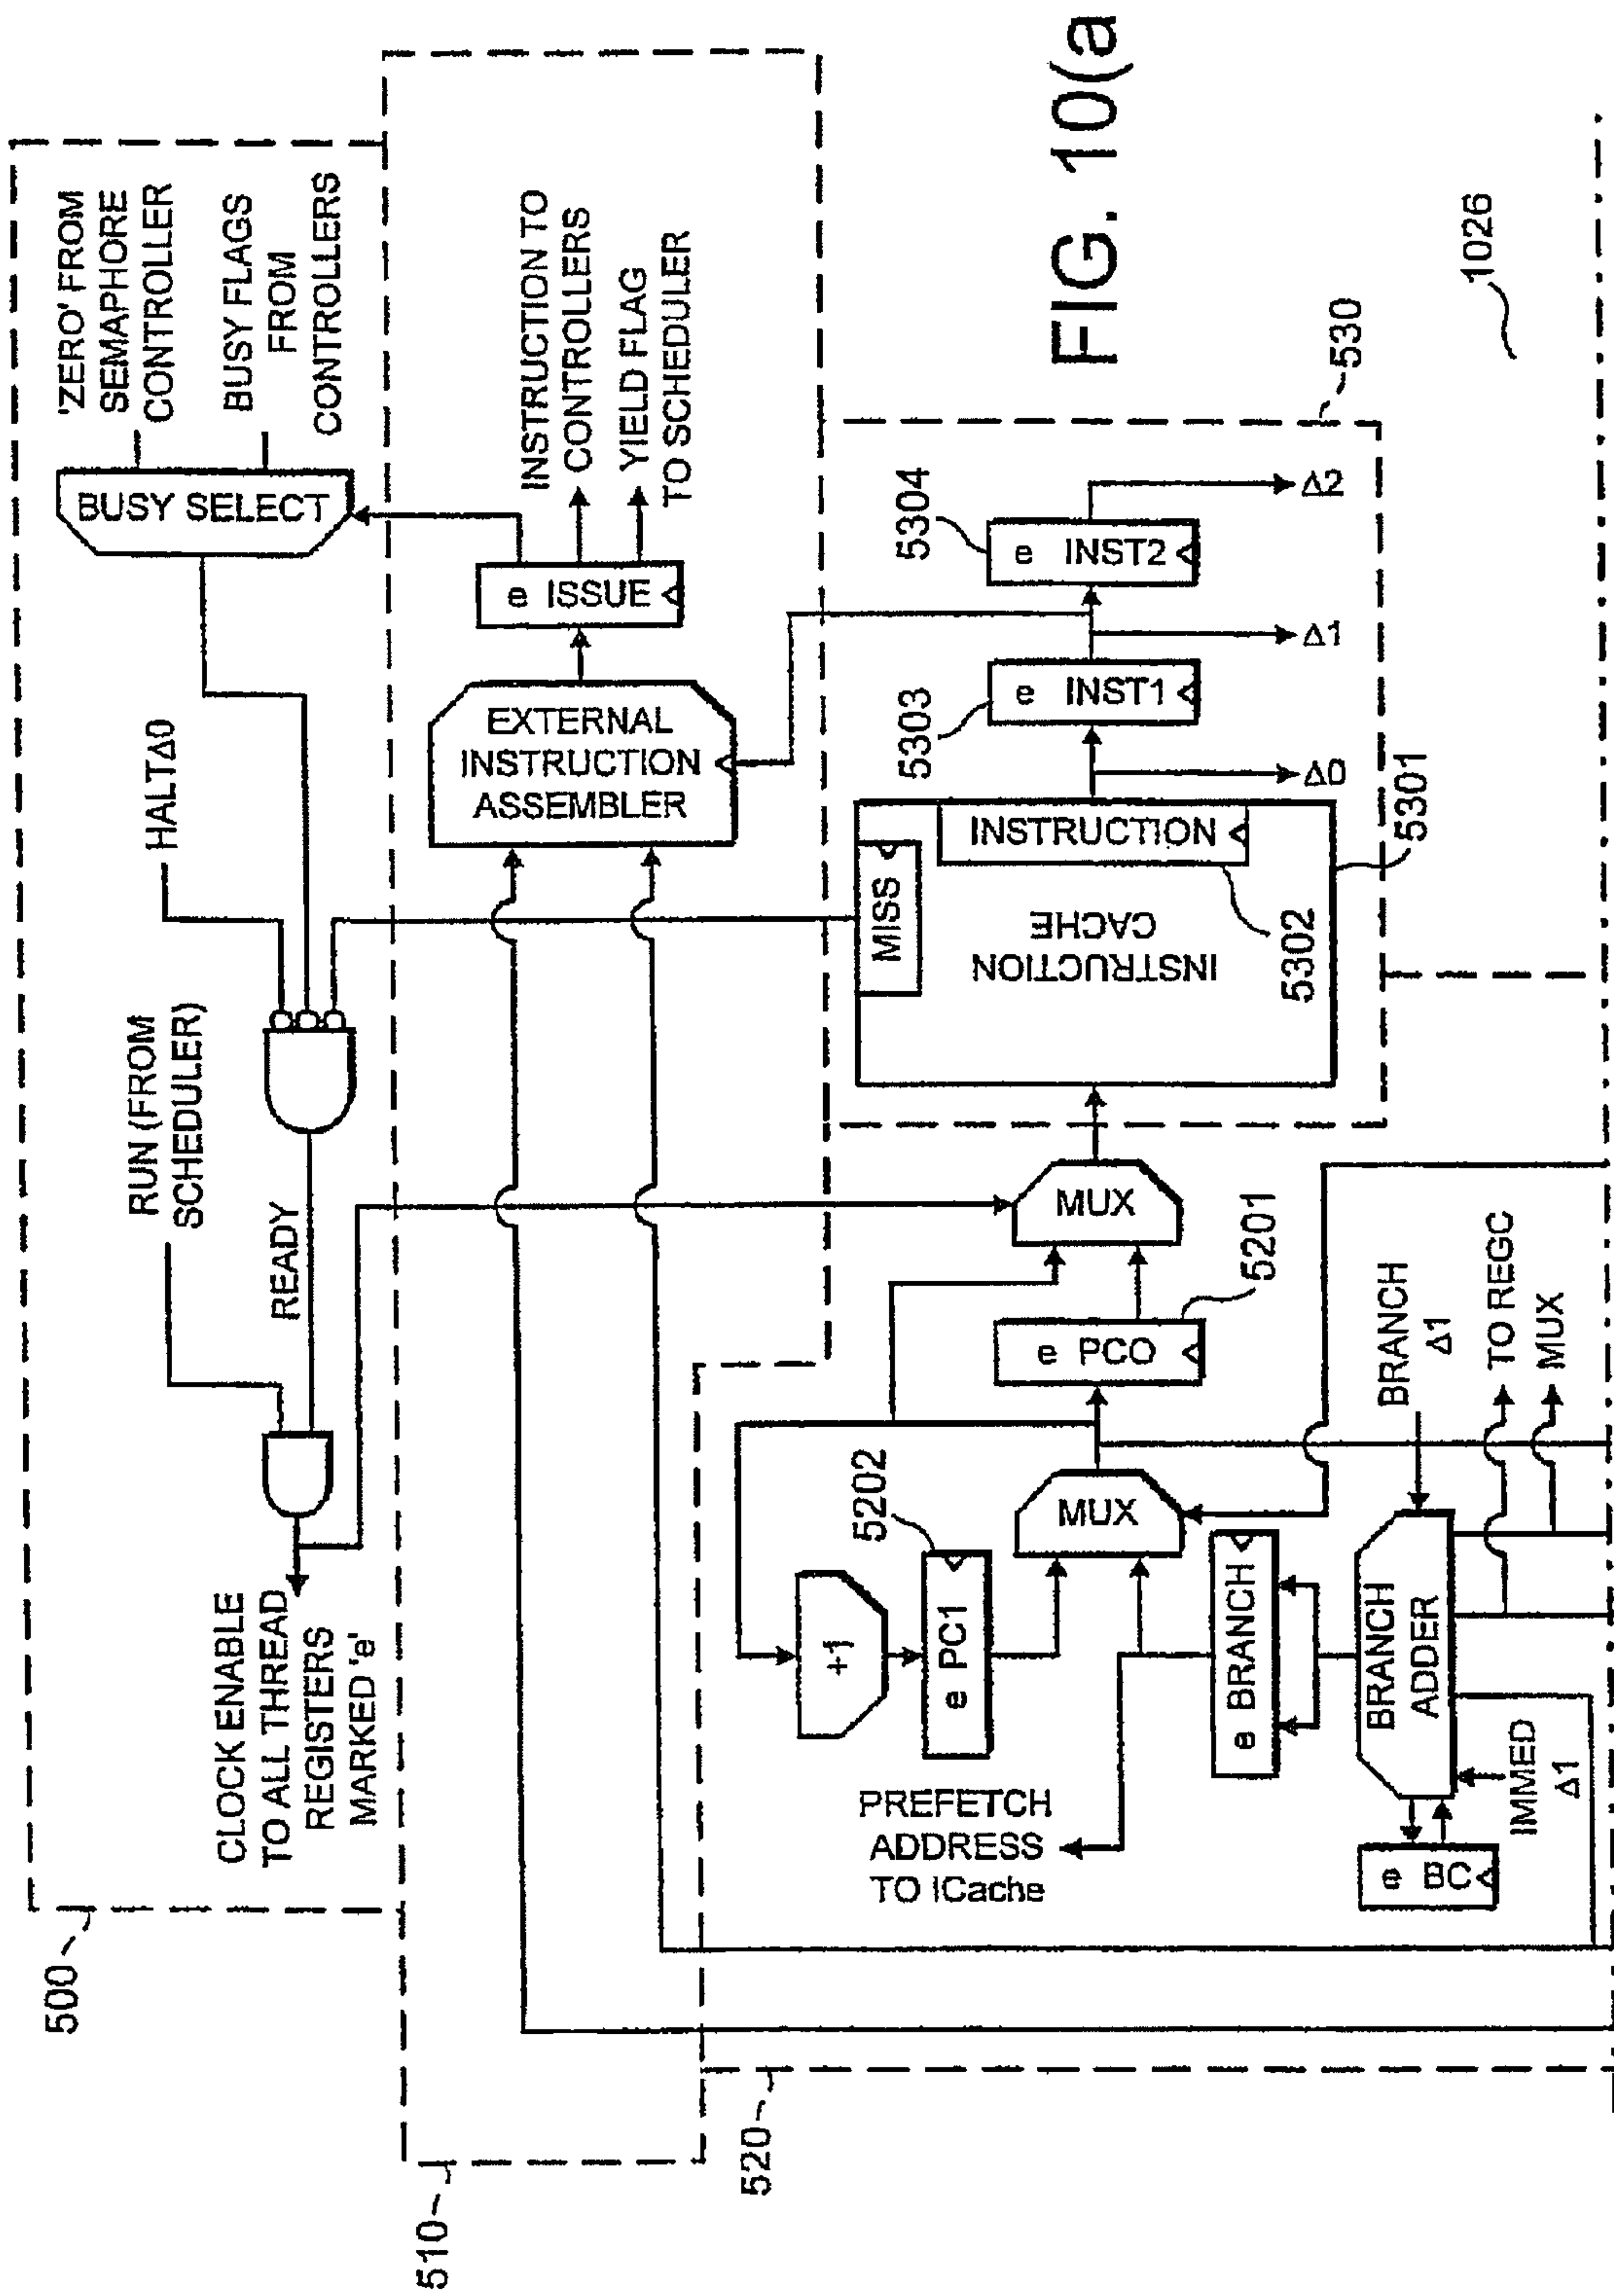 500
CLOCK ENABLE
TO ALL THREAD
REGISTERS
MARKED 'e'
RUN (FROM
SCHEDULER)
READY
HALTΔ0
BUSY SELECT
'ZERO' FROM
SEMAPHORE
CONTROLLER
BUSY FLAGS
FROM
CONTROLLERS
510
EXTERNAL
INSTRUCTION
ASSEMBLER
e ISSUE
INSTRUCTION TO
CONTROLLERS
YIELD FLAG
TO SCHEDULER
520
PREFETCH
ADDRESS
TO ICache
+1
e PC1
5202
MUX
e PCO
5201
MUX
e BRANCH
BRANCH
ADDER
e BC
IMMED
Δ1
BRANCH
Δ1
TO REGC
MUX
MISS
INSTRUCTION
CACHE
INSTRUCTION
5302
5301
Δ0
5303
e INST1
Δ1
5304
e INST2
Δ2
530
1026
FIG. 10(a